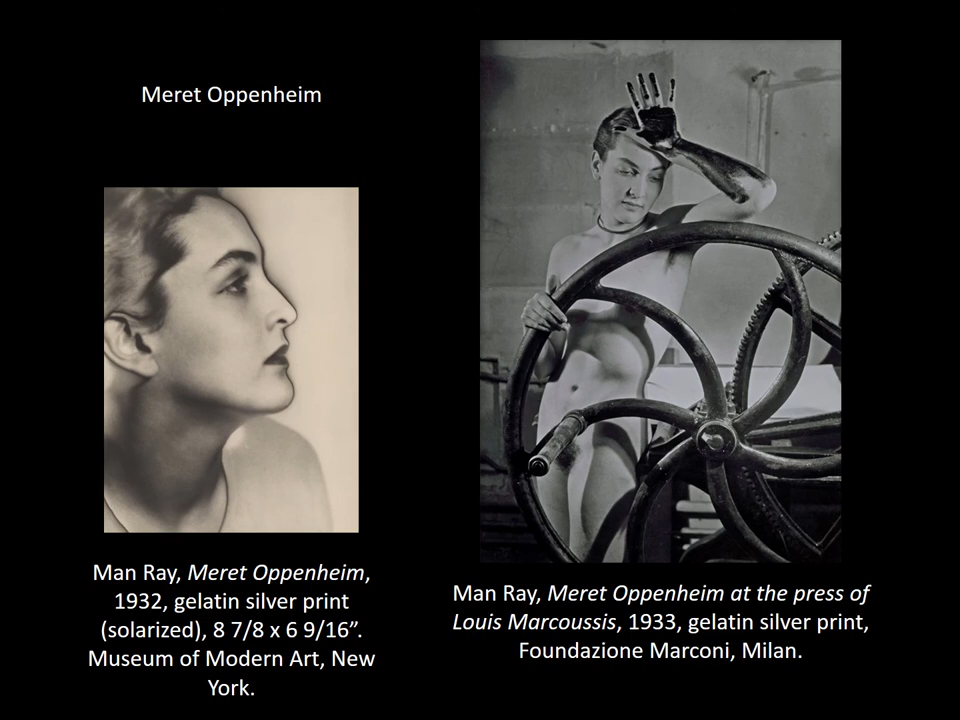 Meret Oppenheim
Man Ray, Meret Oppenheim,
1932, gelatin silver print
(solarized), 8 7/8 x 6 9/16”.
Museum of Modern Art, New
York.
Man Ray, Meret Oppenheim at the press of
Louis Marcoussis, 1933, gelatin silver print,
Foundazione Marconi, Milan.